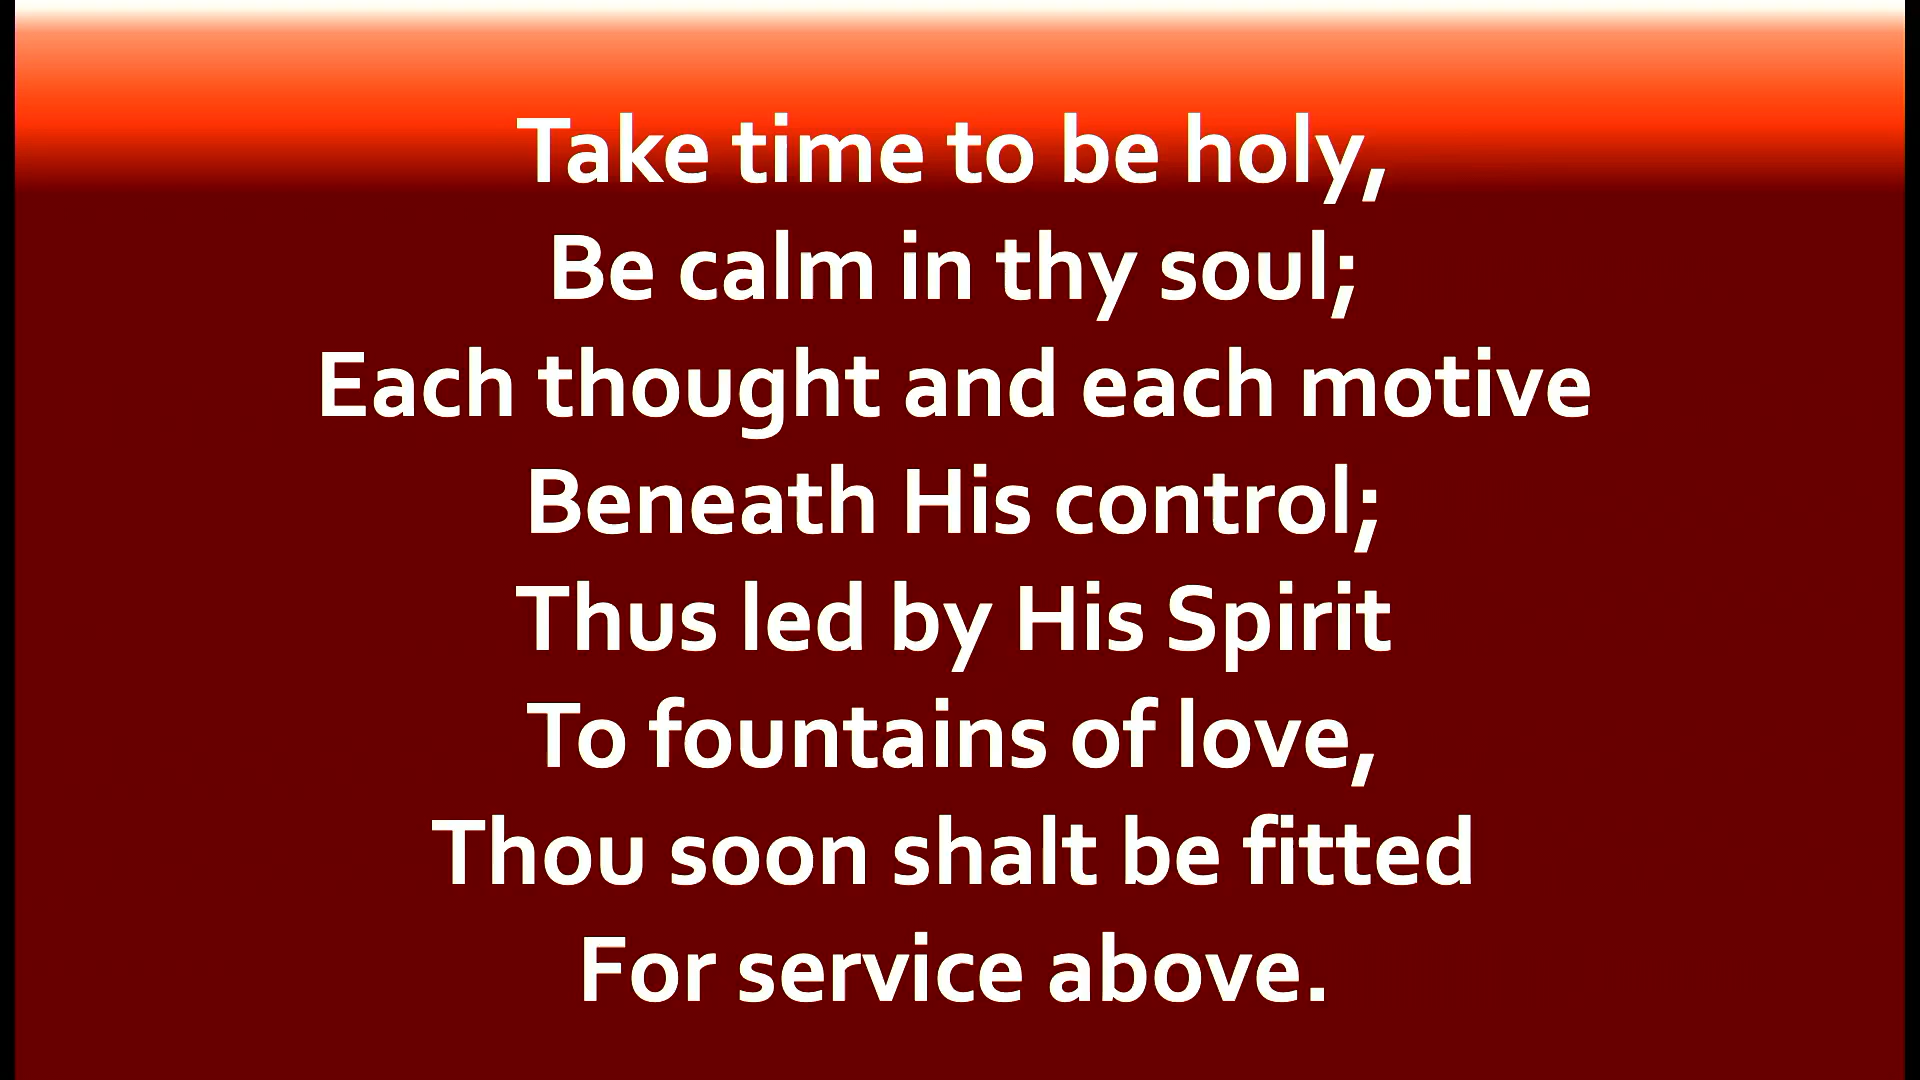 Take time to be holy,
Be calm in thy soul;
Each thought and each motive
Beneath His control;
Thus led by His Spirit
To fountains of love,
Thou soon shalt be fitted
For service above.